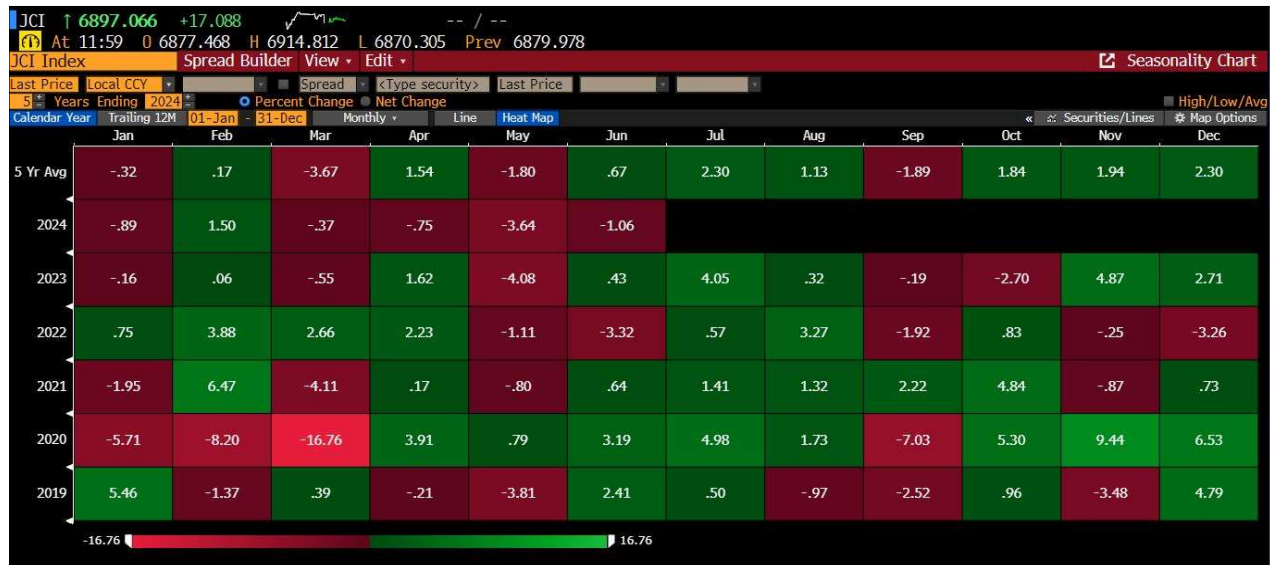 JCI ↑ 6897.066 +17.088 -- / --
At 11:59 O 6877.468 H 6914.812 L 6870.305 Prev 6879.978
JCI Index Spread Builder View Edit Seasonality Chart
Last Price Local CCY Spread <Type security> Last Price
5 Years Ending 2024 Percent Change Net Change High/Low/Avg
Calendar Year Trailing 12M 01-Jan - 31-Dec Monthly Line Heat Map « Securities/Lines Map Options
Jan Feb Mar Apr May Jun Jul Aug Sep Oct Nov Dec
5 Yr Avg -.32 .17 -3.67 1.54 -1.80 .67 2.30 1.13 -1.89 1.84 1.94 2.30
2024 -.89 1.50 -.37 -.75 -3.64 -1.06
2023 -.16 .06 -.55 1.62 -4.08 .43 4.05 .32 -.19 -2.70 4.87 2.71
2022 .75 3.88 2.66 2.23 -1.11 -3.32 .57 3.27 -1.92 .83 -.25 -3.26
2021 -1.95 6.47 -4.11 .17 -.80 .64 1.41 1.32 2.22 4.84 -.87 .73
2020 -5.71 -8.20 -16.76 3.91 .79 3.19 4.98 1.73 -7.03 5.30 9.44 6.53
2019 5.46 -1.37 .39 -.21 -3.81 2.41 .50 -.97 -2.52 .96 -3.48 4.79
-16.76 16.76